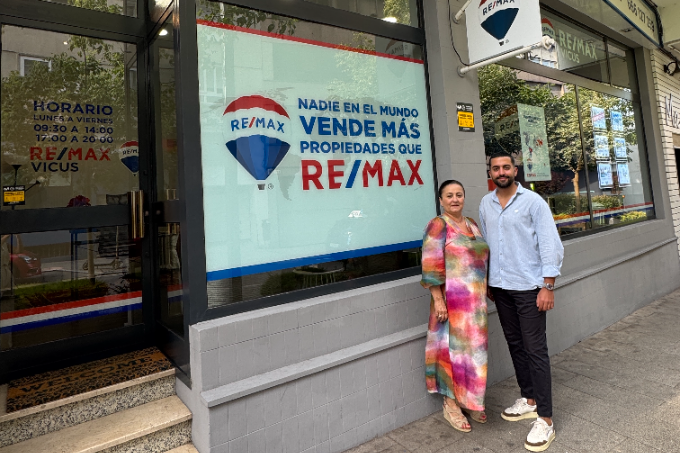 HORARIO
LUNES A VIERNES
09:30 A 14:00
17:00 A 20:00
RE/MAX
VICUS
RE/MAX
NADIE EN EL MUNDO
VENDE MÁS
PROPIEDADES QUE
RE/MAX
RE/MAX
RE/MAX